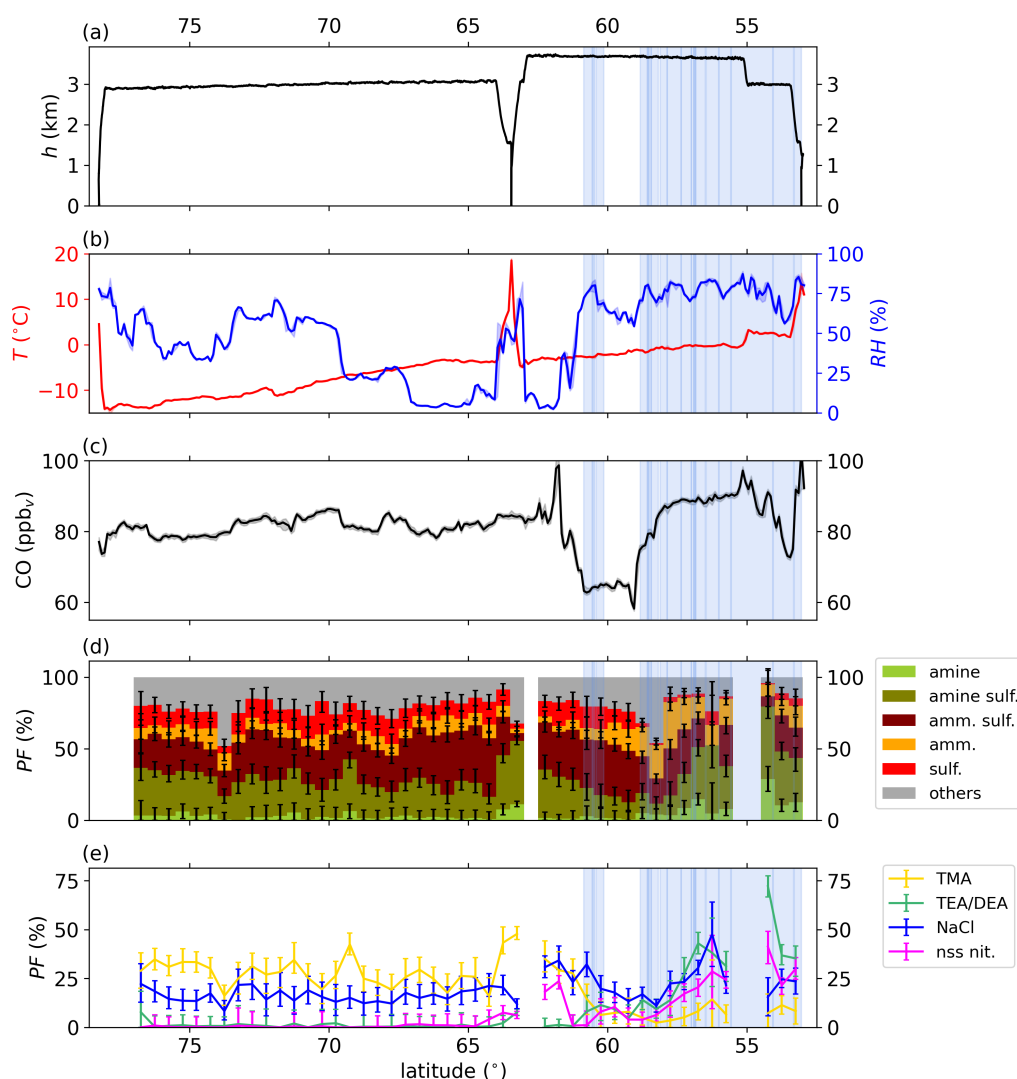 75 70 65 60 55
(a)
h (km)
3 3
2 2
1 1
0 0
(b)
T (°C)
20 100
10 75
0 50
−10 25
0
RH (%)
(c)
CO (ppbᵥ)
100 100
80 80
60 60
(d)
PF (%)
100 100
50 50
0 0
amine
amine sulf.
amm. sulf.
amm.
sulf.
others
(e)
PF (%)
75 75
50 50
25 25
0 0
TMA
TEA/DEA
NaCl
nss nit.
75 70 65 60 55
latitude (°)